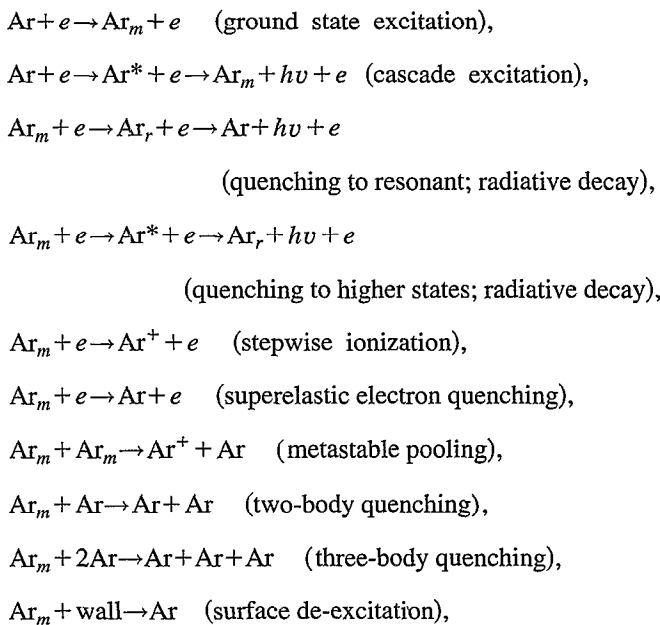 Ar+e→Arₘ+e (ground state excitation),
Ar+e→Ar*+e→Arₘ+hν+e (cascade excitation),
Arₘ+e→Arᵣ+e→Ar+hν+e
(quenching to resonant; radiative decay),
Arₘ+e→Ar*+e→Arᵣ+hν+e
(quenching to higher states; radiative decay),
Arₘ+e→Ar⁺+e (stepwise ionization),
Arₘ+e→Ar+e (superelastic electron quenching),
Arₘ+Arₘ→Ar⁺+Ar (metastable pooling),
Arₘ+Ar→Ar+Ar (two-body quenching),
Arₘ+2Ar→Ar+Ar+Ar (three-body quenching),
Arₘ+wall→Ar (surface de-excitation),